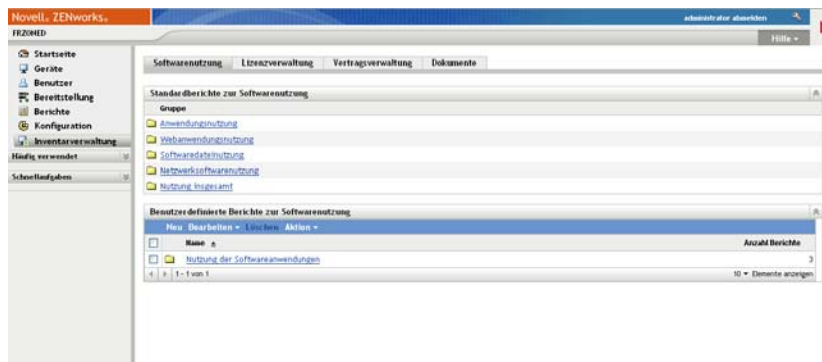 Novell® ZENworks®
administrator abmelden
FRZONED
Hilfe
Startseite
Geräte
Benutzer
Bereitstellung
Berichte
Konfiguration
Inventarverwaltung
Häufig verwendet
Schnellaufgaben
Softwarenutzung Lizenzverwaltung Vertragsverwaltung Dokumente
Standardberichte zur Softwarenutzung
Gruppe
Anwendungsnutzung
Webanwendungsnutzung
Softwaredateinutzung
Netzwerksoftwarenutzung
Nutzung insgesamt
Benutzerdefinierte Berichte zur Softwarenutzung
Neu Bearbeiten Löschen Aktion
Name Anzahl Berichte
Nutzung der Softwareanwendungen 3
1 - 1 von 1 10 Elemente anzeigen